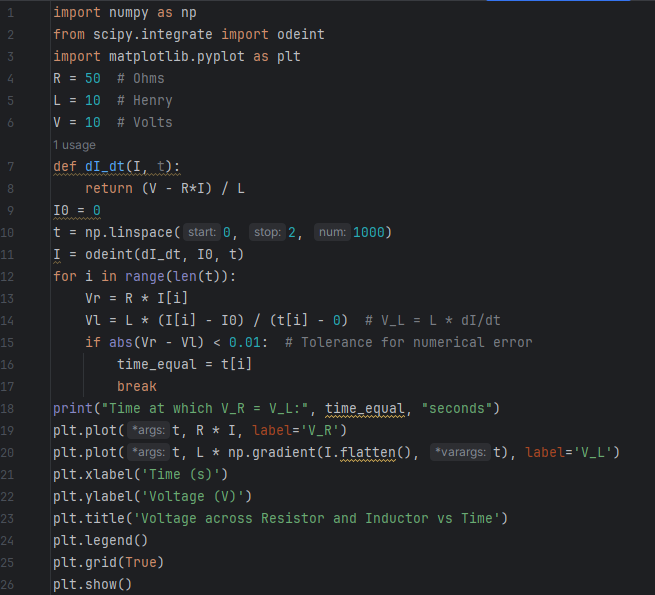 1 import numpy as np
2 from scipy.integrate import odeint
3 import matplotlib.pyplot as plt
4 R = 50  # Ohms
5 L = 10  # Henry
6 V = 10  # Volts
1 usage
7 def dI_dt(I, t):
8     return (V - R*I) / L
9 I0 = 0
10 t = np.linspace( start: 0,  stop: 2,  num: 1000)
11 I = odeint(dI_dt, I0, t)
12 for i in range(len(t)):
13     Vr = R * I[i]
14     Vl = L * (I[i] - I0) / (t[i] - 0)  # V_L = L * dI/dt
15     if abs(Vr - Vl) < 0.01:  # Tolerance for numerical error
16         time_equal = t[i]
17         break
18 print("Time at which V_R = V_L:", time_equal, "seconds")
19 plt.plot( *args: t, R * I, label='V_R')
20 plt.plot( *args: t, L * np.gradient(I.flatten(),  *varargs: t), label='V_L')
21 plt.xlabel('Time (s)')
22 plt.ylabel('Voltage (V)')
23 plt.title('Voltage across Resistor and Inductor vs Time')
24 plt.legend()
25 plt.grid(True)
26 plt.show()